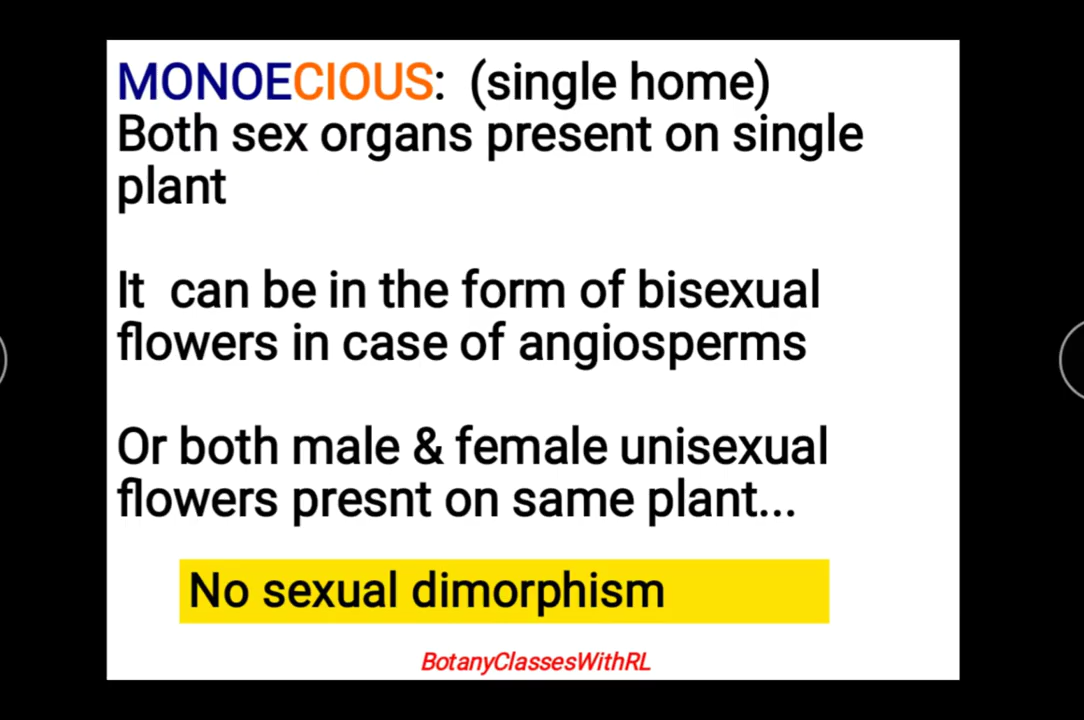 MONOECIOUS: (single home)
Both sex organs present on single
plant
It can be in the form of bisexual
flowers in case of angiosperms
Or both male & female unisexual
flowers presnt on same plant...
No sexual dimorphism
BotanyClassesWithRL